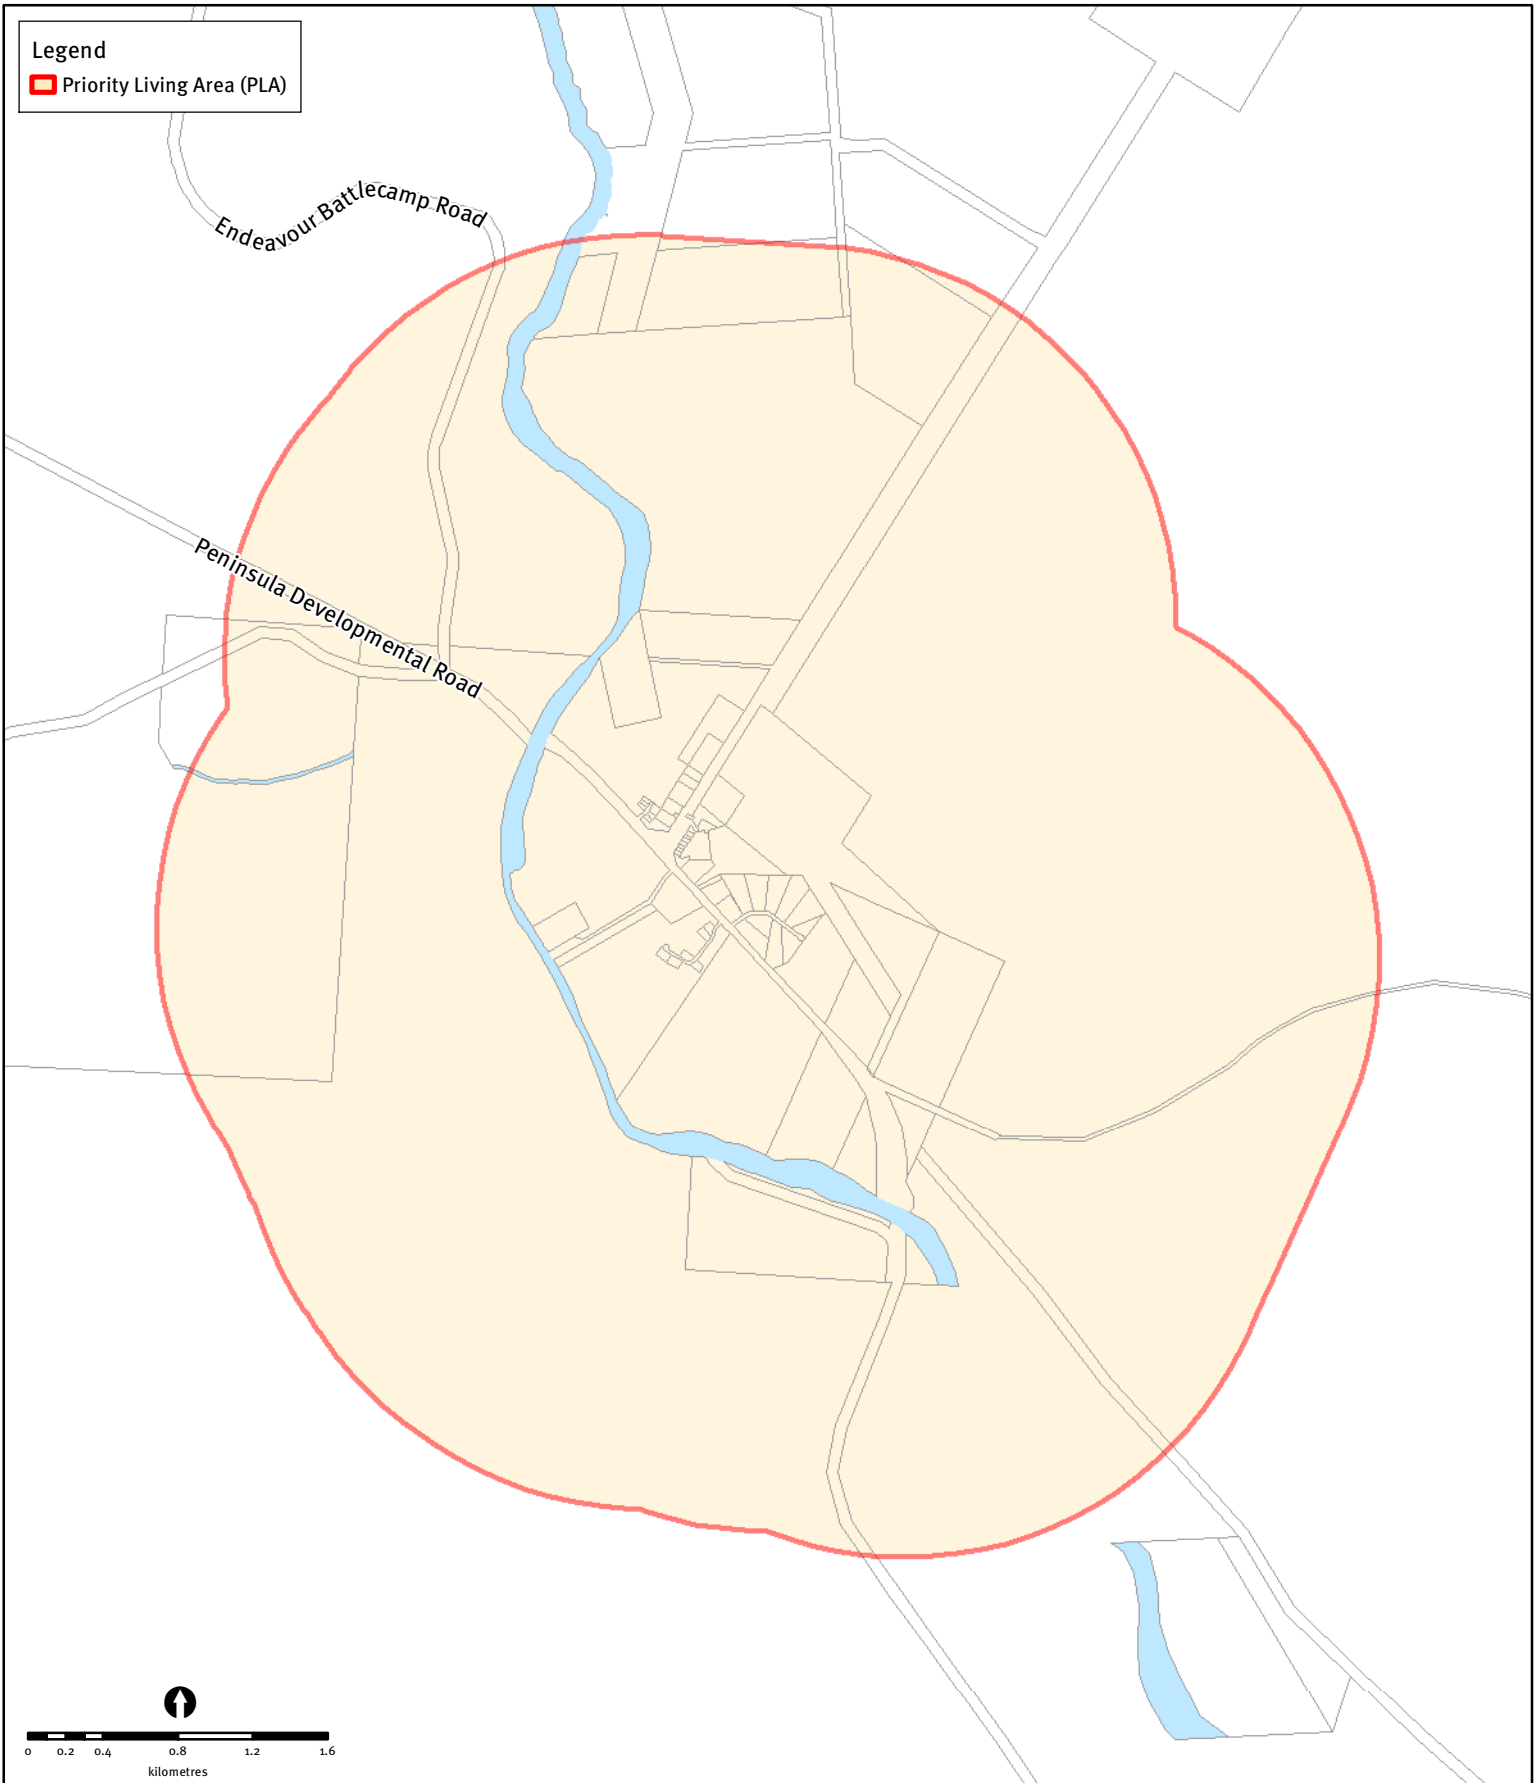 Legend
Priority Living Area (PLA)
Endeavour Battlecamp Road
Peninsula Developmental Road
0 0.2 0.4 0.8 1.2 1.6
kilometres